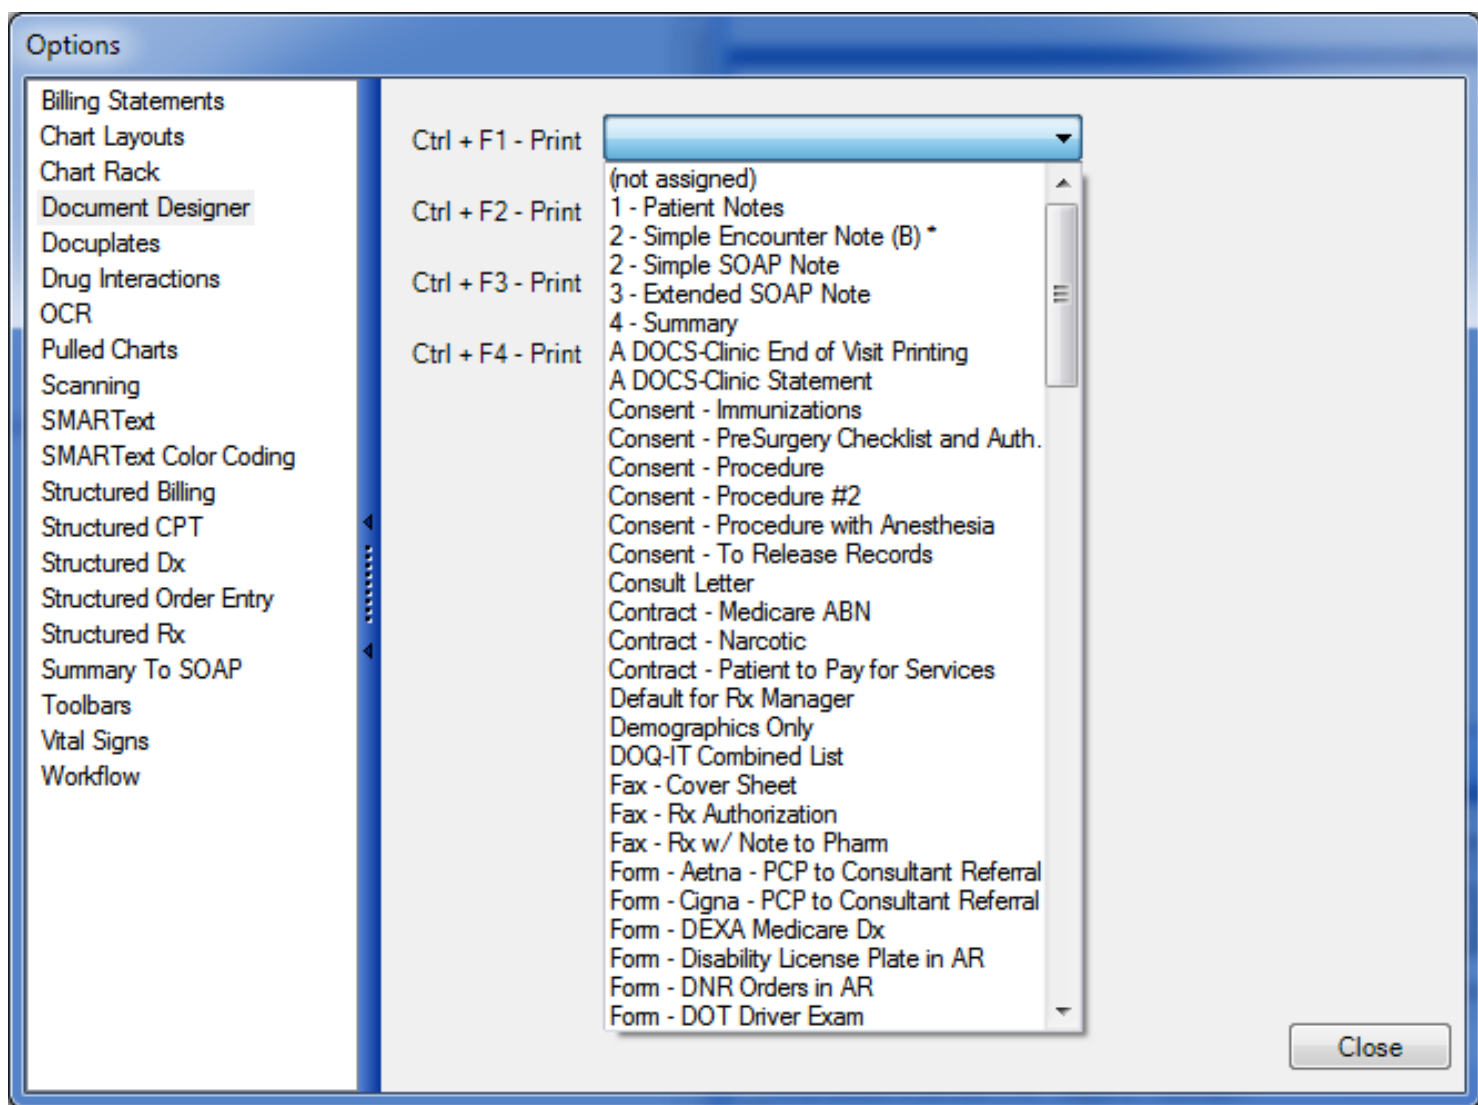 Options
Billing Statements
Chart Layouts
Chart Rack
Document Designer
Docuplates
Drug Interactions
OCR
Pulled Charts
Scanning
SMARText
SMARText Color Coding
Structured Billing
Structured CPT
Structured Dx
Structured Order Entry
Structured Rx
Summary To SOAP
Toolbars
Vital Signs
Workflow
Ctrl + F1 - Print
Ctrl + F2 - Print
Ctrl + F3 - Print
Ctrl + F4 - Print
(not assigned)
1 - Patient Notes
2 - Simple Encounter Note (B) *
2 - Simple SOAP Note
3 - Extended SOAP Note
4 - Summary
A DOCS-Clinic End of Visit Printing
A DOCS-Clinic Statement
Consent - Immunizations
Consent - PreSurgery Checklist and Auth.
Consent - Procedure
Consent - Procedure #2
Consent - Procedure with Anesthesia
Consent - To Release Records
Consult Letter
Contract - Medicare ABN
Contract - Narcotic
Contract - Patient to Pay for Services
Default for Rx Manager
Demographics Only
DOQ-IT Combined List
Fax - Cover Sheet
Fax - Rx Authorization
Fax - Rx w/ Note to Pharm
Form - Aetna - PCP to Consultant Referral
Form - Cigna - PCP to Consultant Referral
Form - DEXA Medicare Dx
Form - Disability License Plate in AR
Form - DNR Orders in AR
Form - DOT Driver Exam
Close